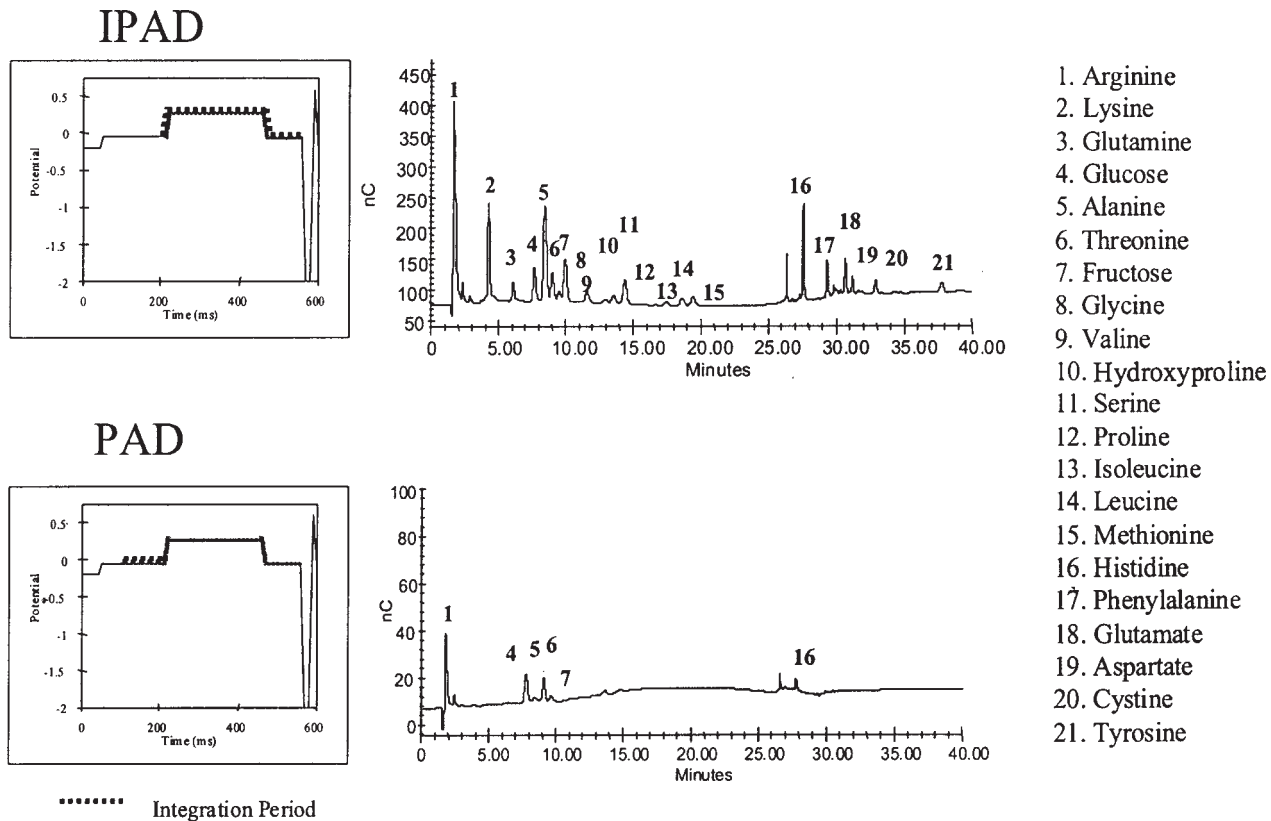 IPAD
0.5
0
-0.5
-1
-1.5
-2
Potential
0 200 400 600
Time (ms)
450
400
350
300
250
200
150
100
50
nC
1
2
3
4
5
6
7
8
9
10
11
12
13
14
15
16
17
18
19
20
21
0 5.00 10.00 15.00 20.00 25.00 30.00 35.00 40.00
Minutes
PAD
0.5
0
-0.5
-1
-1.5
-2
Potential
0 200 400 600
Time (ms)
100
80
60
40
20
0
nC
1
4
5
6
7
16
0 5.00 10.00 15.00 20.00 25.00 30.00 35.00 40.00
Minutes
Integration Period
1. Arginine
2. Lysine
3. Glutamine
4. Glucose
5. Alanine
6. Threonine
7. Fructose
8. Glycine
9. Valine
10. Hydroxyproline
11. Serine
12. Proline
13. Isoleucine
14. Leucine
15. Methionine
16. Histidine
17. Phenylalanine
18. Glutamate
19. Aspartate
20. Cystine
21. Tyrosine